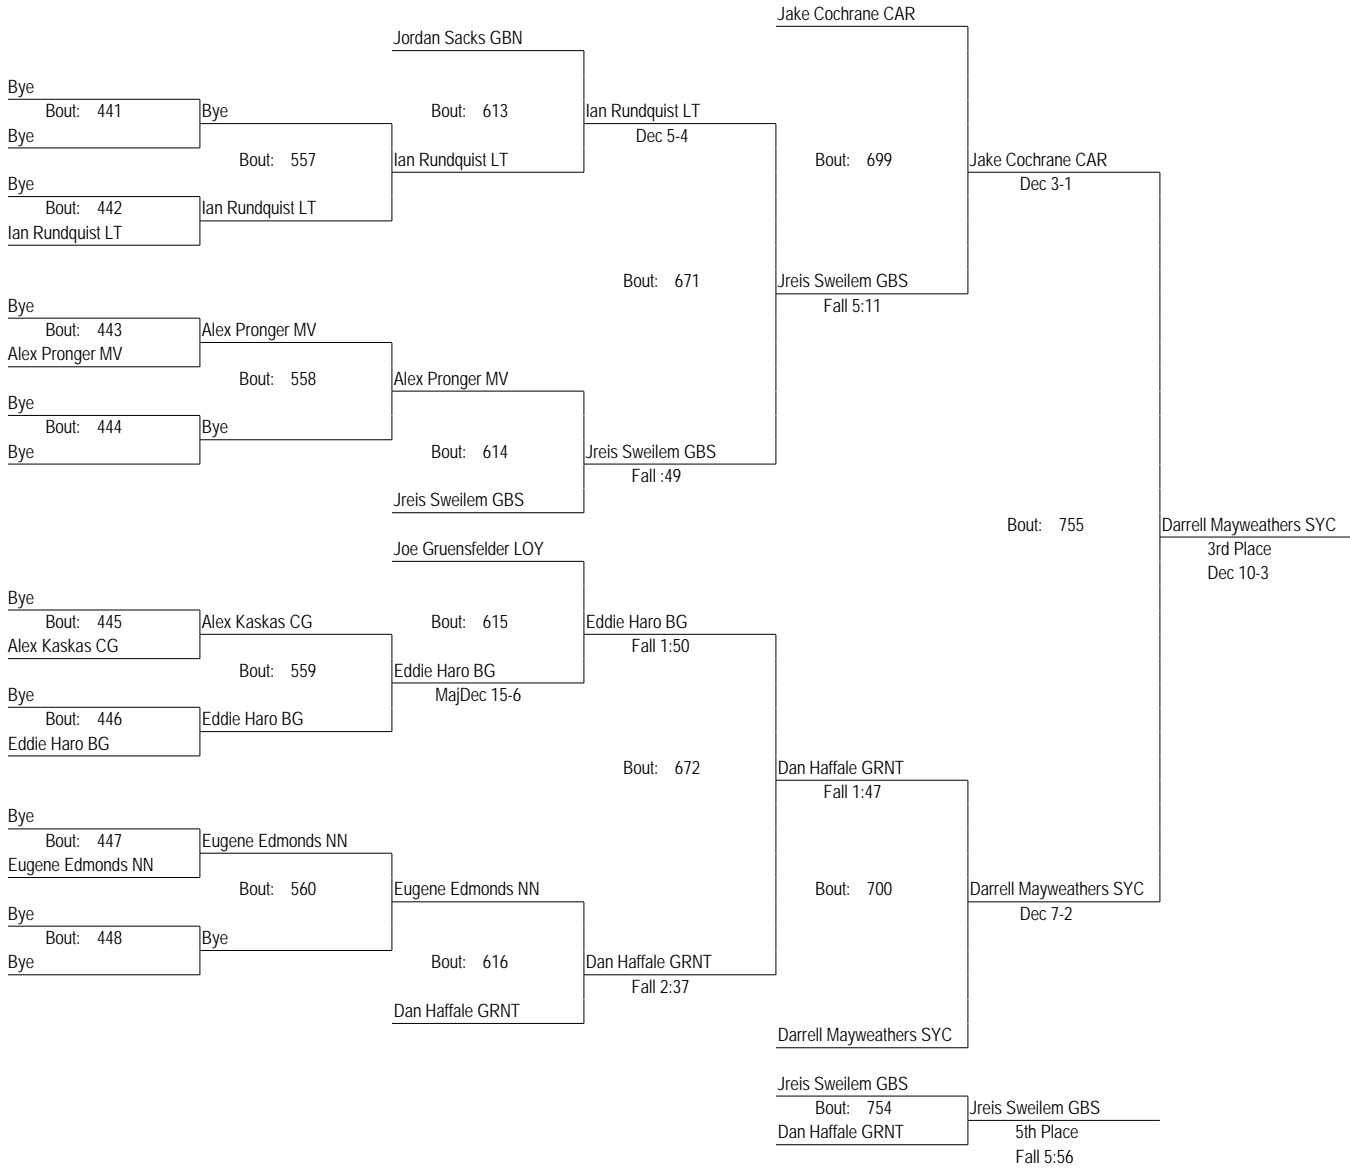 Jake Cochrane CAR
Jordan Sacks GBN
Bye
Bout: 441
Bye
Bout: 613
Ian Rundquist LT
Bye
Dec 5-4
Bout: 557
Ian Rundquist LT
Bout: 699
Jake Cochrane CAR
Bye
Dec 3-1
Bout: 442
Ian Rundquist LT
Ian Rundquist LT
Bout: 671
Jreis Sweilem GBS
Bye
Fall 5:11
Bout: 443
Alex Pronger MV
Alex Pronger MV
Bout: 558
Alex Pronger MV
Bye
Bout: 444
Bye
Bye
Bout: 614
Jreis Sweilem GBS
Fall :49
Jreis Sweilem GBS
Bout: 755
Darrell Mayweathers SYC
Joe Gruensfelder LOY
3rd Place
Dec 10-3
Bye
Bout: 445
Alex Kaskas CG
Bout: 615
Eddie Haro BG
Alex Kaskas CG
Fall 1:50
Bout: 559
Eddie Haro BG
Bye
MajDec 15-6
Bout: 446
Eddie Haro BG
Eddie Haro BG
Bout: 672
Dan Haffale GRNT
Fall 1:47
Bye
Bout: 447
Eugene Edmonds NN
Eugene Edmonds NN
Bout: 560
Eugene Edmonds NN
Bout: 700
Darrell Mayweathers SYC
Bye
Dec 7-2
Bout: 448
Bye
Bye
Bout: 616
Dan Haffale GRNT
Fall 2:37
Dan Haffale GRNT
Darrell Mayweathers SYC
Jreis Sweilem GBS
Bout: 754
Jreis Sweilem GBS
Dan Haffale GRNT
5th Place
Fall 5:56